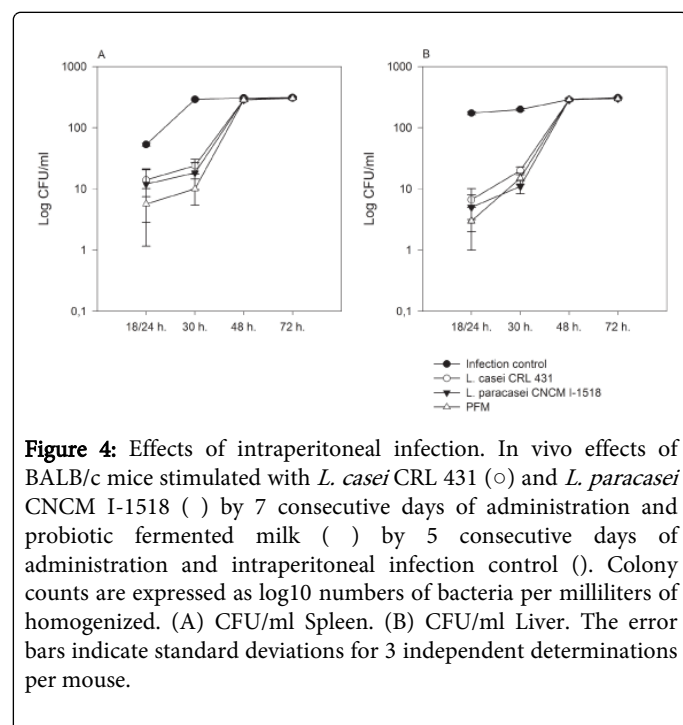 A
B
1000
100
10
1
0,1
Log CFU/ml
18/24 h. 30 h. 48 h. 72 h.
1000
100
10
1
0,1
Log CFU/ml
18/24 h. 30 h. 48 h. 72 h.
Infection control
L. casei CRL 431
L. paracasei CNCM I-1518
PFM
Figure 4: Effects of intraperitoneal infection. In vivo effects of
BALB/c mice stimulated with L. casei CRL 431 (○) and L. paracasei
CNCM I-1518 ( ) by 7 consecutive days of administration and
probiotic fermented milk ( ) by 5 consecutive days of
administration and intraperitoneal infection control (). Colony
counts are expressed as log10 numbers of bacteria per milliliters of
homogenized. (A) CFU/ml Spleen. (B) CFU/ml Liver. The error
bars indicate standard deviations for 3 independent determinations
per mouse.